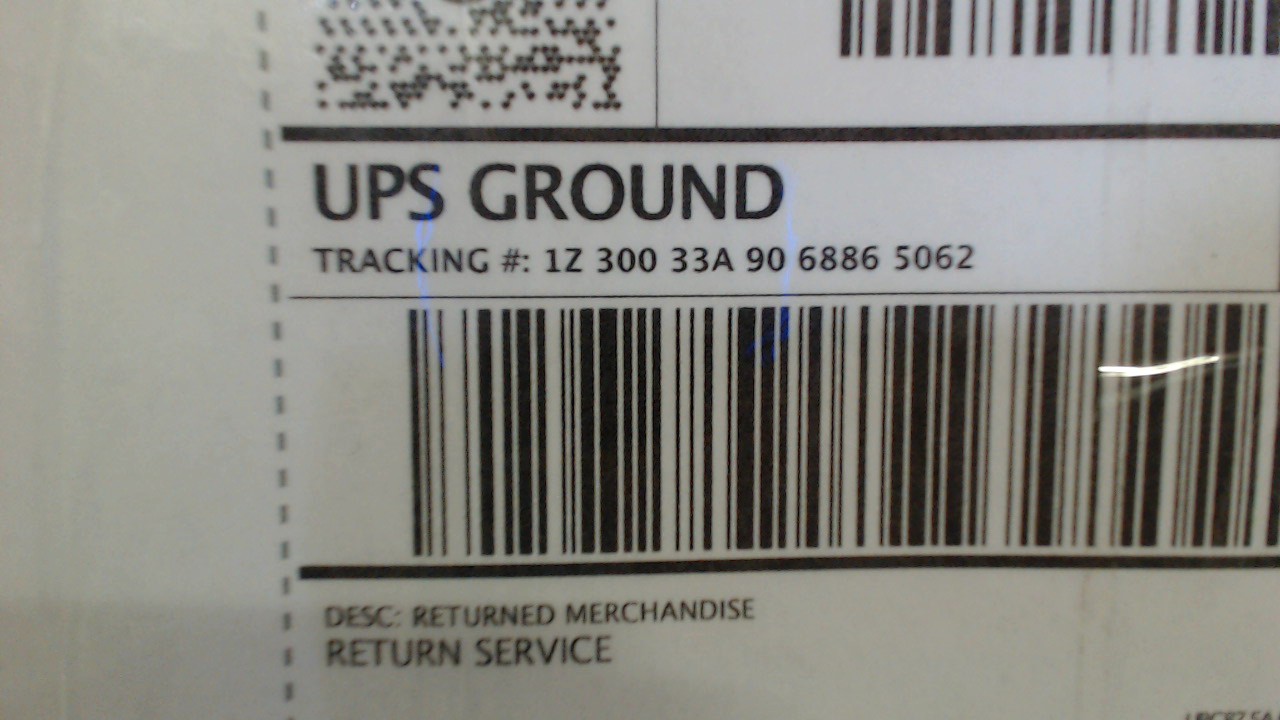 UPS GROUND
TRACKING #: 1Z 300 33A 90 6886 5062
DESC: RETURNED MERCHANDISE
RETURN SERVICE